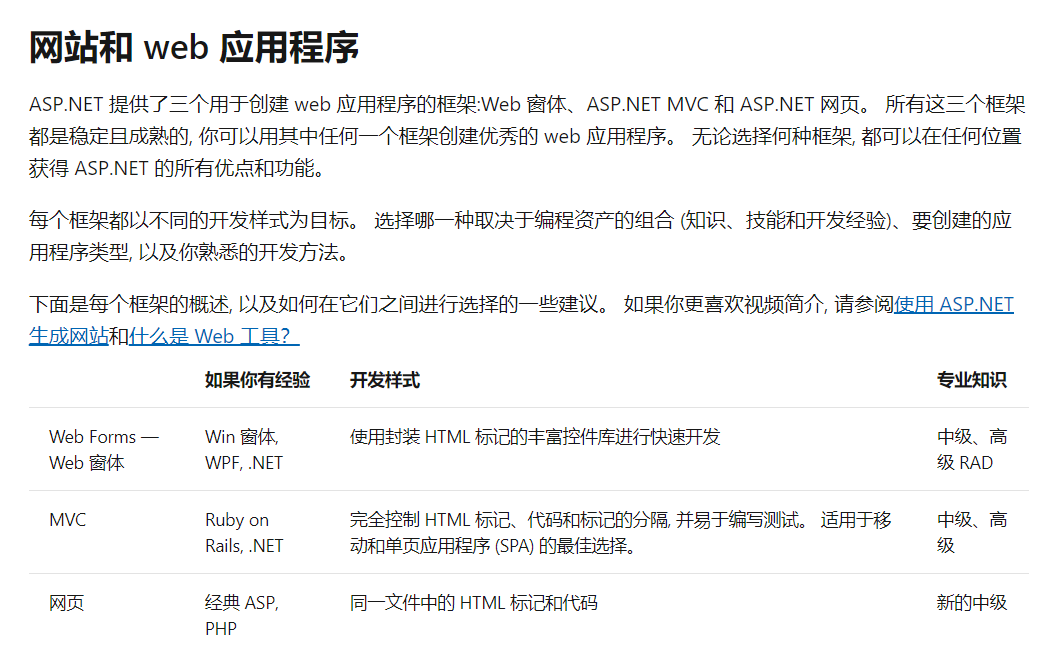 网站和 web 应用程序
ASP.NET 提供了三个用于创建 web 应用程序的框架:Web 窗体、ASP.NET MVC 和 ASP.NET 网页。 所有这三个框架
都是稳定且成熟的, 你可以用其中任何一个框架创建优秀的 web 应用程序。 无论选择何种框架, 都可以在任何位置
获得 ASP.NET 的所有优点和功能。
每个框架都以不同的开发样式为目标。 选择哪一种取决于编程资产的组合 (知识、技能和开发经验)、要创建的应
用程序类型, 以及你熟悉的开发方法。
下面是每个框架的概述, 以及如何在它们之间进行选择的一些建议。 如果你更喜欢视频简介, 请参阅使用 ASP.NET
生成网站和什么是 Web 工具?
如果你有经验 开发样式 专业知识
Web Forms — Win 窗体, 使用封装 HTML 标记的丰富控件库进行快速开发 中级、高
Web 窗体 WPF, .NET 级 RAD
MVC Ruby on 完全控制 HTML 标记、代码和标记的分隔, 并易于编写测试。 适用于移 中级、高
Rails, .NET 动和单页应用程序 (SPA) 的最佳选择。 级
网页 经典 ASP, 同一文件中的 HTML 标记和代码 新的中级
PHP